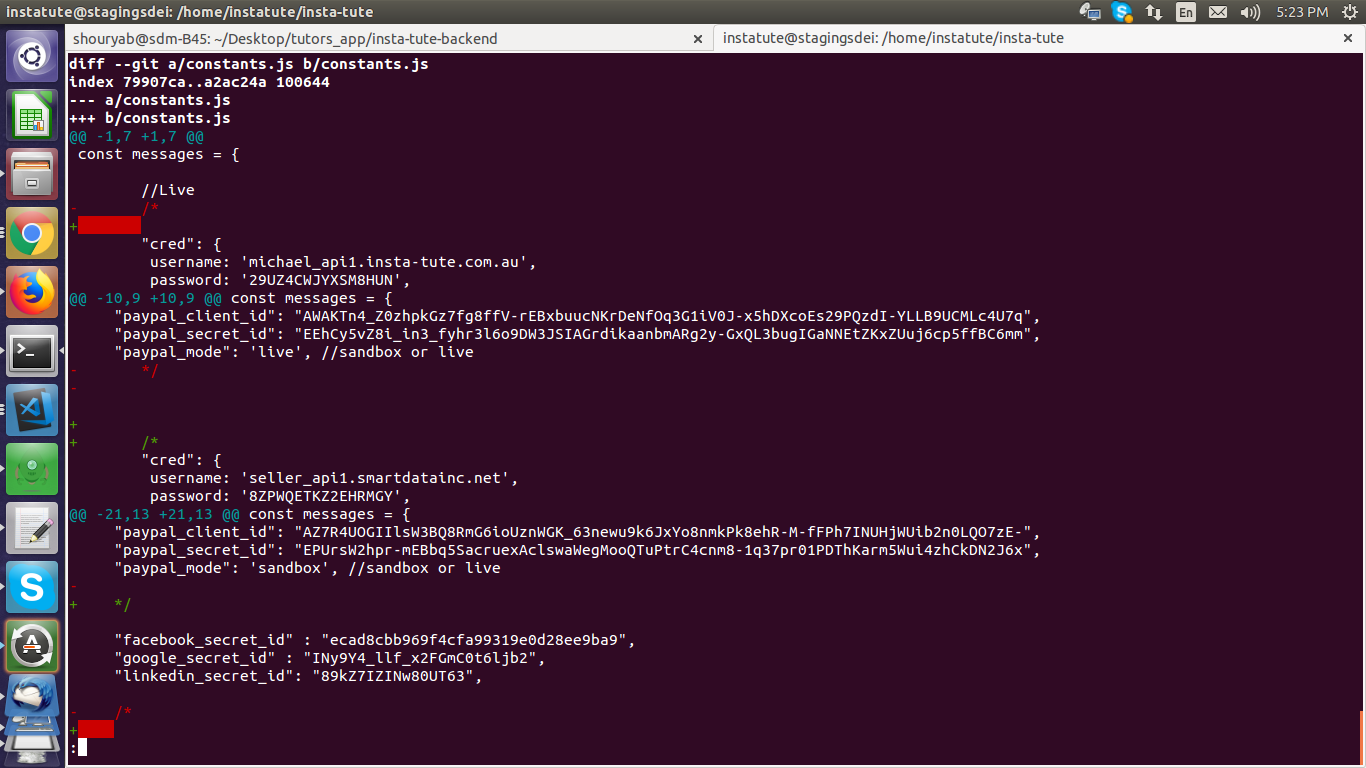 instatute@stagingsdei: /home/instatute/insta-tute
En
5:23 PM
shouryab@sdm-B45: ~/Desktop/tutors_app/insta-tute-backend
instatute@stagingsdei: /home/instatute/insta-tute
diff --git a/constants.js b/constants.js
index 79907ca..a2ac24a 100644
--- a/constants.js
+++ b/constants.js
@@ -1,7 +1,7 @@
const messages = {
//Live
- /*
+
"cred": {
username: 'michael_api1.insta-tute.com.au',
password: '29UZ4CWJYXSM8HUN',
@@ -10,9 +10,9 @@ const messages = {
"paypal_client_id": "AWAKTn4_Z0zhpkGz7fg8ffV-rEBxbuucNKrDeNfOq3G1iV0J-x5hDXcoEs29PQzdI-YLLB9UCMLc4U7q",
"paypal_secret_id": "EEhCy5vZ8i_in3_fyhr3l6o9DW3JSIAGrdikaanbmARg2y-GxQL3bugIGaNNEtZKxZUuj6cp5ffBC6mm",
"paypal_mode": 'live', //sandbox or live
- */
-
+
+ /*
"cred": {
username: 'seller_api1.smartdatainc.net',
password: '8ZPWQETKZ2EHRMGY',
@@ -21,13 +21,13 @@ const messages = {
"paypal_client_id": "AZ7R4UOGIIlsW3BQ8RmG6ioUznWGK_63newu9k6JxYo8nmkPk8ehR-M-fFPh7INUHjWUib2n0LQO7zE-",
"paypal_secret_id": "EPUrsW2hpr-mEBbq5SacruexAclswaWegMooQTuPtrC4cnm8-1q37pr01PDThKarm5Wui4zhCkDN2J6x",
"paypal_mode": 'sandbox', //sandbox or live
-
+ */
"facebook_secret_id" : "ecad8cbb969f4cfa99319e0d28ee9ba9",
"google_secret_id" : "INy9Y4_llf_x2FGmC0t6ljb2",
"linkedin_secret_id": "89kZ7IZINw80UT63",
- /*
+
: